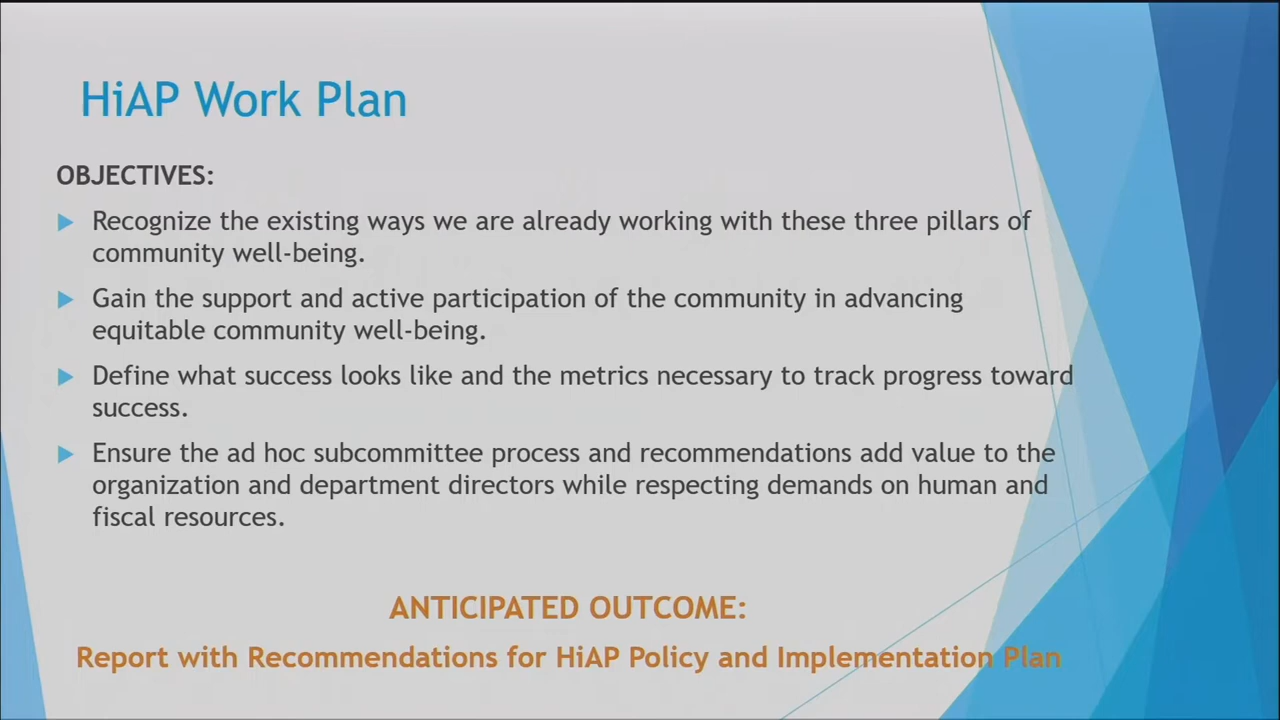 HiAP Work Plan
OBJECTIVES:
Recognize the existing ways we are already working with these three pillars of
community well-being.
Gain the support and active participation of the community in advancing
equitable community well-being.
Define what success looks like and the metrics necessary to track progress toward
success.
Ensure the ad hoc subcommittee process and recommendations add value to the
organization and department directors while respecting demands on human and
fiscal resources.
ANTICIPATED OUTCOME:
Report with Recommendations for HiAP Policy and Implementation Plan